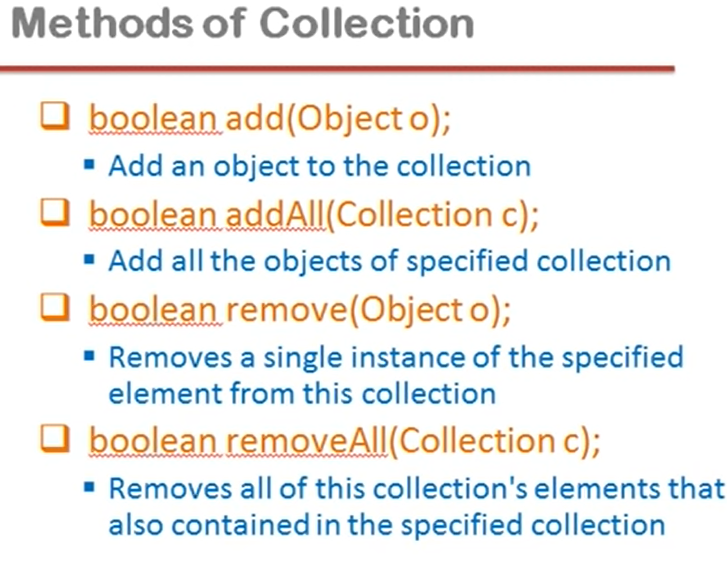 Methods of Collection
boolean add(Object o);
Add an object to the collection
boolean addAll(Collection c);
Add all the objects of specified collection
boolean remove(Object o);
Removes a single instance of the specified
element from this collection
boolean removeAll(Collection c);
Removes all of this collection's elements that
also contained in the specified collection